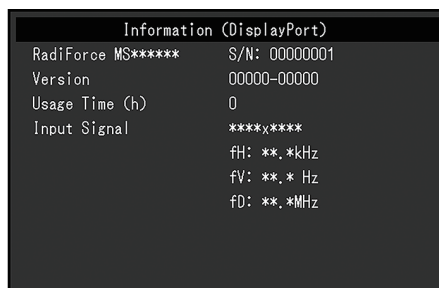 Information (DisplayPort)
RadiForce MS****** S/N: 00000001
Version 00000-00000
Usage Time (h) 0
Input Signal ****x****
fH: **.*kHz
fV: **.* Hz
fD: **.*MHz